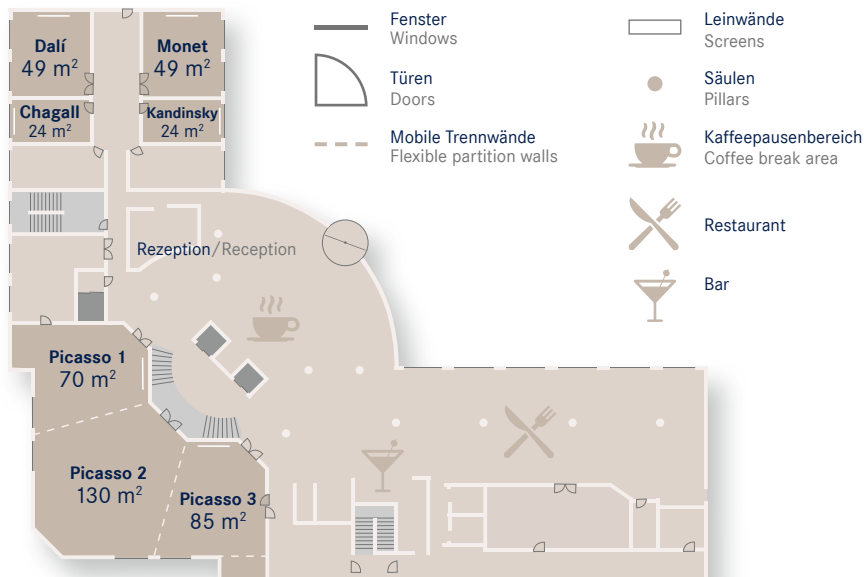 Dalí
49 m²
Monet
49 m²
Chagall
24 m²
Kandinsky
24 m²
Rezeption/Reception
Picasso 1
70 m²
Picasso 2
130 m²
Picasso 3
85 m²
Fenster
Windows
Türen
Doors
Mobile Trennwände
Flexible partition walls
Leinwände
Screens
Säulen
Pillars
Kaffeepausenbereich
Coffee break area
Restaurant
Bar